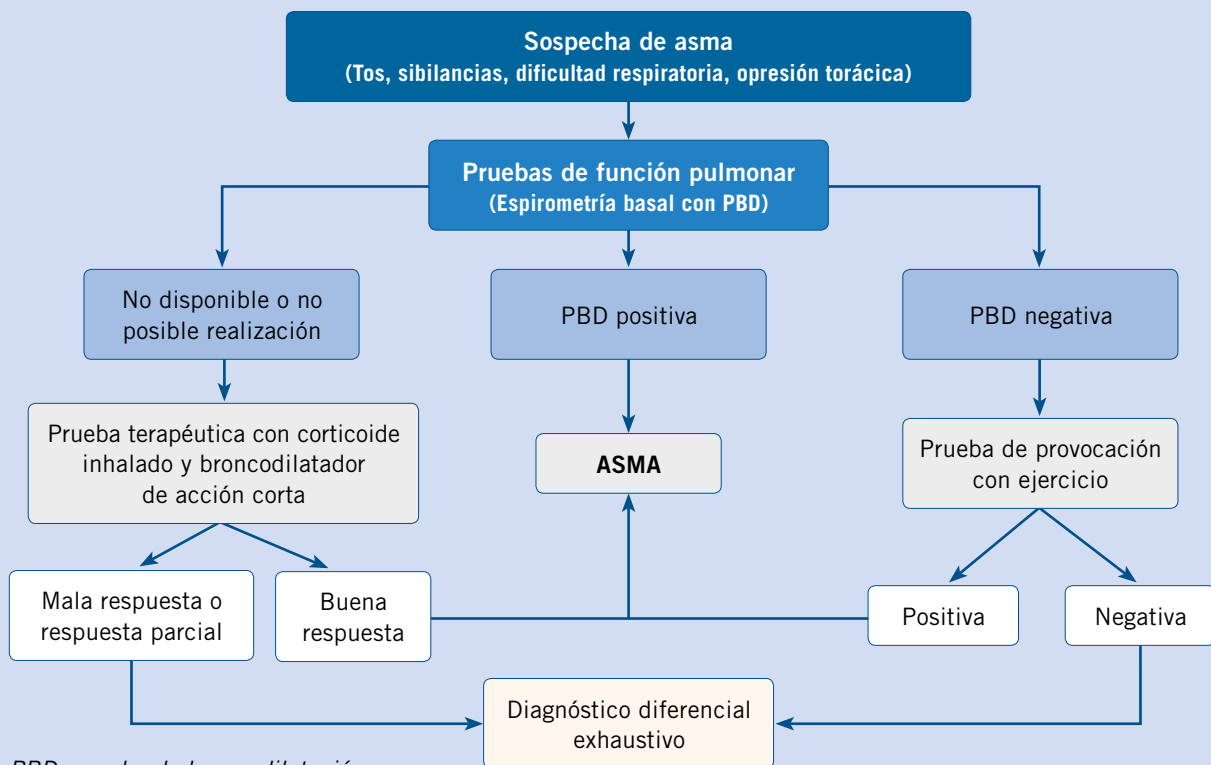 Sospecha de asma
(Tos, sibilancias, dificultad respiratoria, opresión torácica)
Pruebas de función pulmonar
(Espirometría basal con PBD)
No disponible o no
posible realización
PBD positiva
PBD negativa
Prueba terapéutica con corticoide
inhalado y broncodilatador
de acción corta
ASMA
Prueba de provocación
con ejercicio
Mala respuesta o
respuesta parcial
Buena
respuesta
Positiva
Negativa
Diagnóstico diferencial
exhaustivo